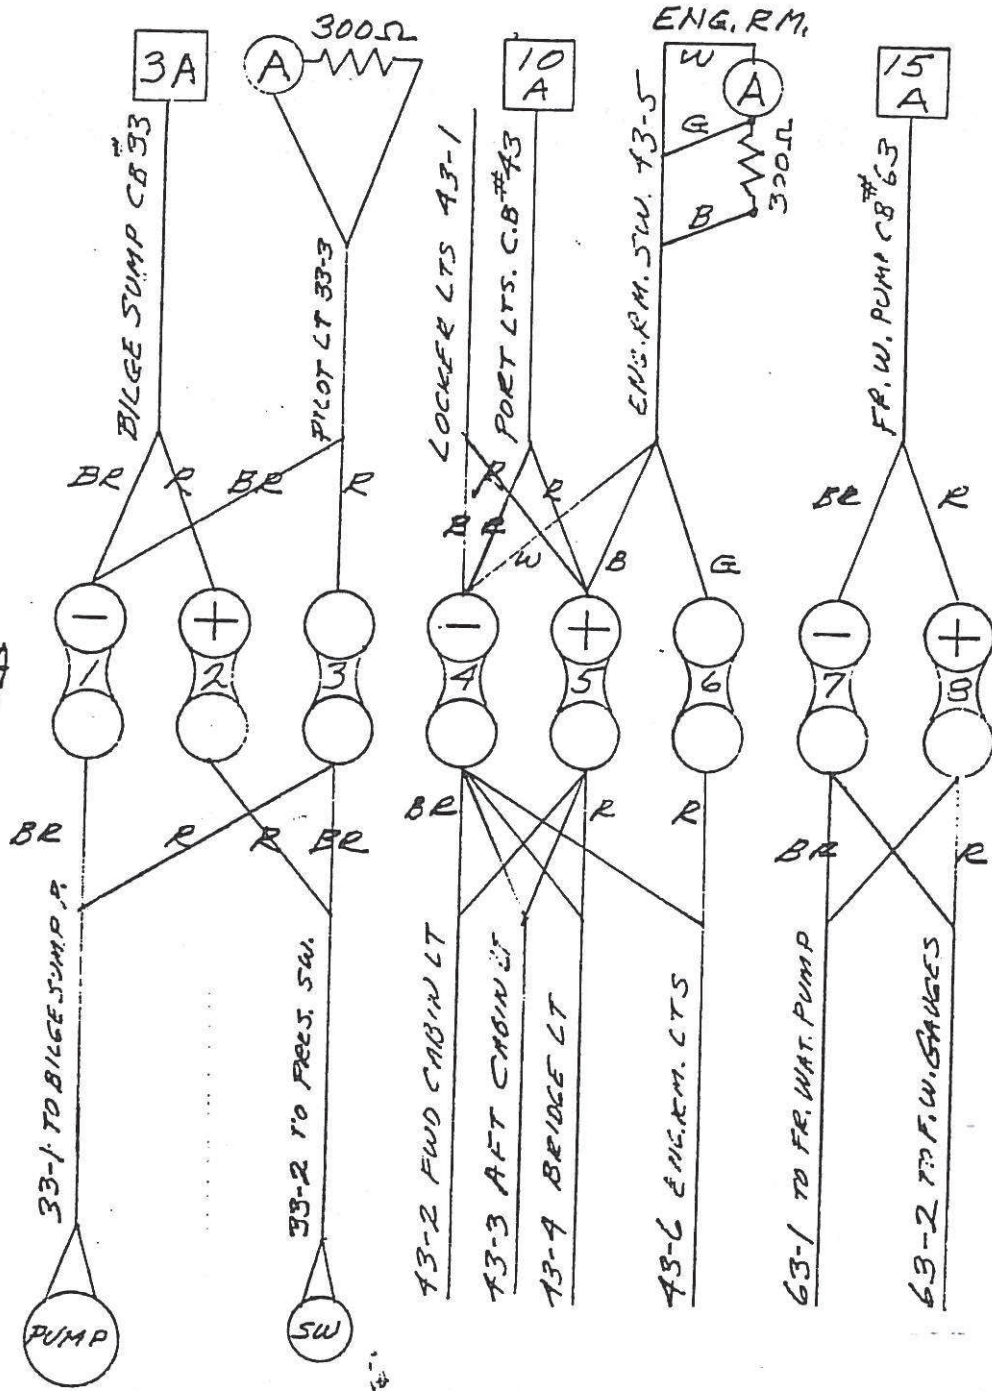 ENG. RM.
300Ω
3A
A
10
A
W
A
15
A
G
B
300Ω
BILGE SUMP CB #33
PILOT LT 33-3
LOCKER LTS 43-1
PORT LTS. C.B #43
ENG. RM. SW. 43-5
FR. W. PUMP CB #63
BR
R
BR
R
BR
R
R
W
B
G
BR
R
-
+
-
+
-
+
1
2
3
4
5
6
7
8
BR
R
R
BR
BR
R
R
BR
R
33-1 TO BILGE SUMP P.
33-2 TO PRES. SW.
43-2 FWD CABIN LT
43-3 AFT CABIN LT
43-4 BRIDGE LT
43-6 ENG. RM. LTS
63-1 TO FR. WAT. PUMP
63-2 TO F.W. GAUGES
PUMP
SW